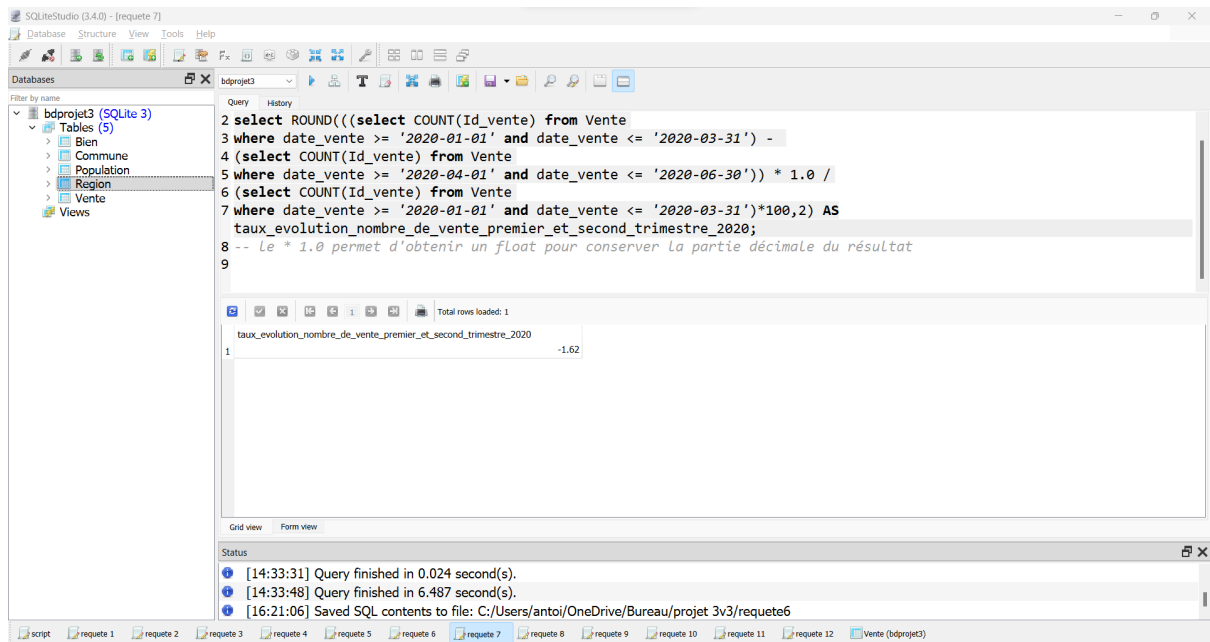 SQLiteStudio (3.4.0) - [requete 7]
Database Structure View Tools Help
Databases
Filter by name
bdprojet3 (SQLite 3)
Tables (5)
Bien
Commune
Population
Region
Vente
Views
bdprojet3
Query History
2 select ROUND(((select COUNT(Id_vente) from Vente
3 where date_vente >= '2020-01-01' and date_vente <= '2020-03-31') -
4 (select COUNT(Id_vente) from Vente
5 where date_vente >= '2020-04-01' and date_vente <= '2020-06-30')) * 1.0 /
6 (select COUNT(Id_vente) from Vente
7 where date_vente >= '2020-01-01' and date_vente <= '2020-03-31')*100,2) AS
taux_evolution_nombre_de_vente_premier_et_second_trimestre_2020;
8 -- le * 1.0 permet d'obtenir un float pour conserver la partie décimale du résultat
9
1 Total rows loaded: 1
taux_evolution_nombre_de_vente_premier_et_second_trimestre_2020
1 -1.62
Grid view Form view
Status
[14:33:31] Query finished in 0.024 second(s).
[14:33:48] Query finished in 6.487 second(s).
[16:21:06] Saved SQL contents to file: C:/Users/antoi/OneDrive/Bureau/projet 3v3/requete6
script requete 1 requete 2 requete 3 requete 4 requete 5 requete 6 requete 7 requete 8 requete 9 requete 10 requete 11 requete 12 Vente (bdprojet3)